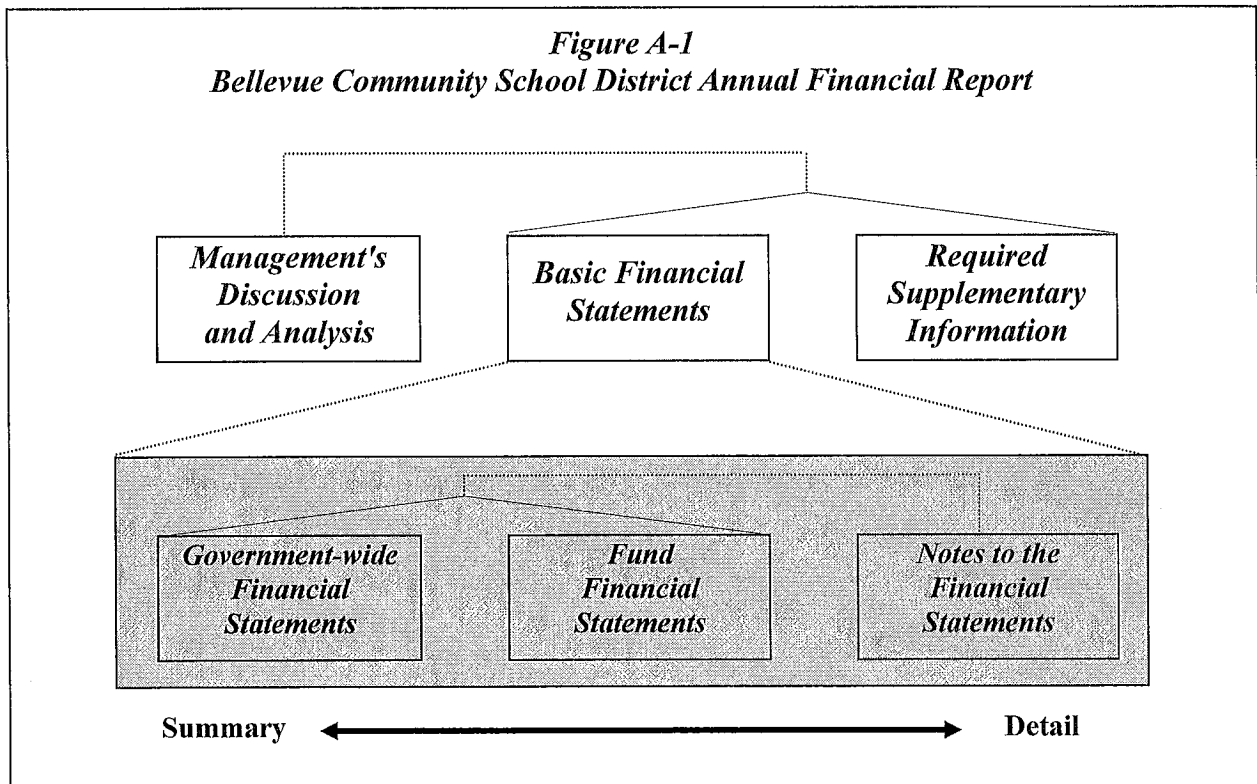 Figure A-1
Bellevue Community School District Annual Financial Report
Management's
Discussion
and Analysis
Basic Financial
Statements
Required
Supplementary
Information
Government-wide
Financial
Statements
Fund
Financial
Statements
Notes to the
Financial
Statements
Summary
Detail